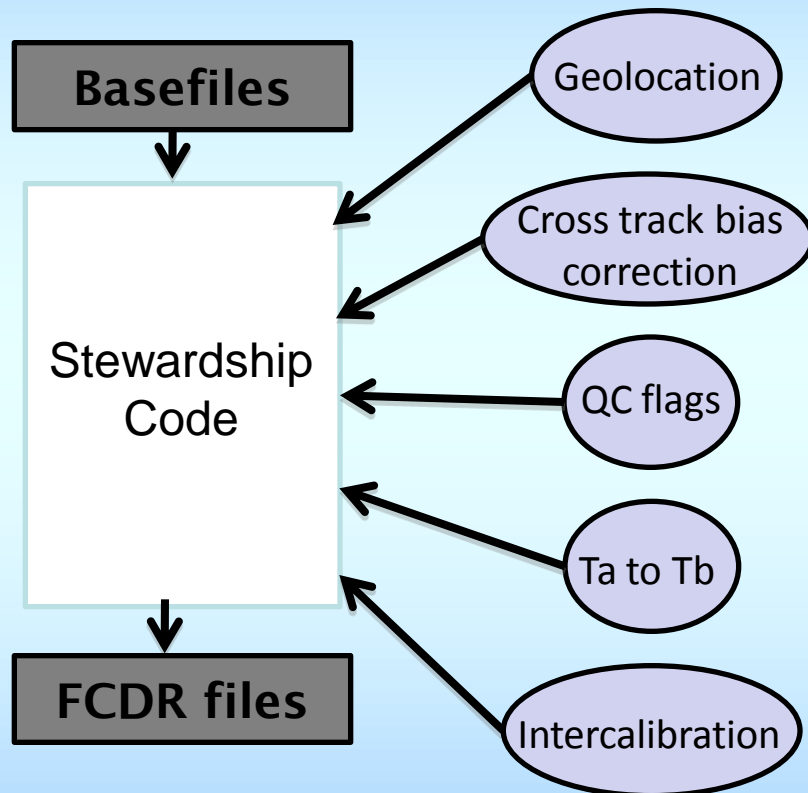 Basefiles
Geolocation
Cross track bias
correction
Stewardship
Code
QC flags
Ta to Tb
FCDR files
Intercalibration